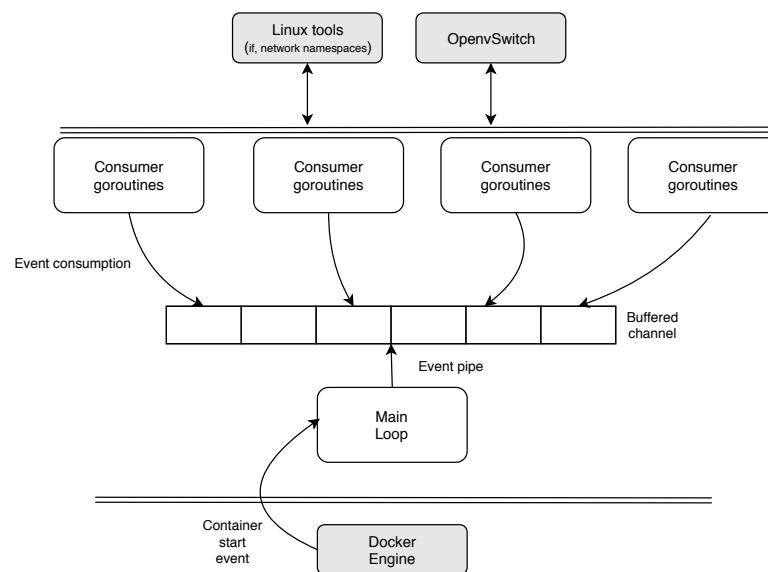 Linux tools
(if, network namespaces)
OpenvSwitch
Consumer
goroutines
Consumer
goroutines
Consumer
goroutines
Consumer
goroutines
Event consumption
Buffered
channel
Event pipe
Main
Loop
Container
start
event
Docker
Engine